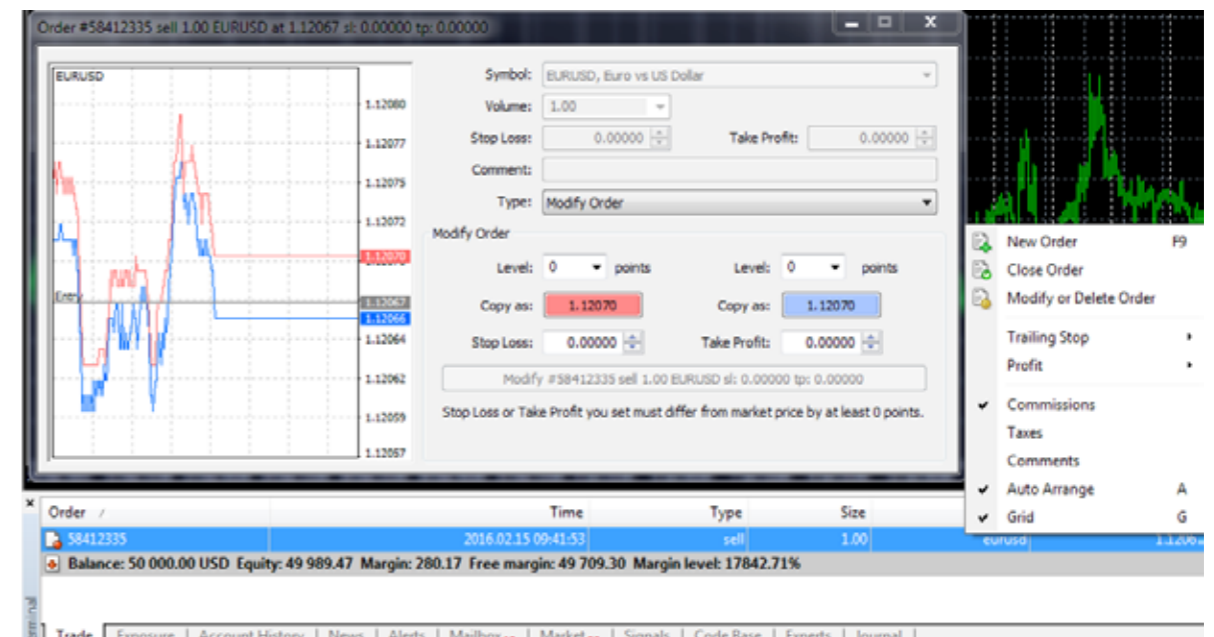 Order #58412335 sell 1.00 EURUSD at 1.12067 sl: 0.00000 tp: 0.00000
EURUSD
1.12080
1.12077
1.12075
1.12072
1.12070
Entry
1.12067
1.12066
1.12064
1.12062
1.12059
1.12057
Symbol: EURUSD, Euro vs US Dollar
Volume: 1.00
Stop Loss: 0.00000 Take Profit: 0.00000
Comment:
Type: Modify Order
Modify Order
Level: 0 points Level: 0 points
Copy as: 1.12070 Copy as: 1.12070
Stop Loss: 0.00000 Take Profit: 0.00000
Modify #58412335 sell 1.00 EURUSD sl: 0.00000 tp: 0.00000
Stop Loss or Take Profit you set must differ from market price by at least 0 points.
New Order F9
Close Order
Modify or Delete Order
Trailing Stop
Profit
Commissions
Taxes
Comments
Auto Arrange A
Grid G
Order / Time Type Size
58412335 2016.02.15 09:41:53 sell 1.00 eurusd
Balance: 50 000.00 USD Equity: 49 989.47 Margin: 280.17 Free margin: 49 709.30 Margin level: 17842.71%
Trade | Exposure | Account History | News | Alerts | Mailbox | Market | Signals | Code Base | Experts | Journal |